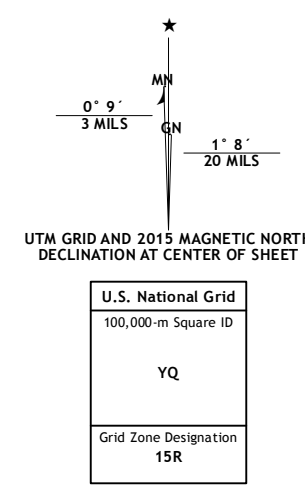 ★
MN
GN
0° 9´
3 MILS
1° 8´
20 MILS
UTM GRID AND 2015 MAGNETIC NORTH
DECLINATION AT CENTER OF SHEET
U.S. National Grid
100,000-m Square ID
YQ
Grid Zone Designation
15R